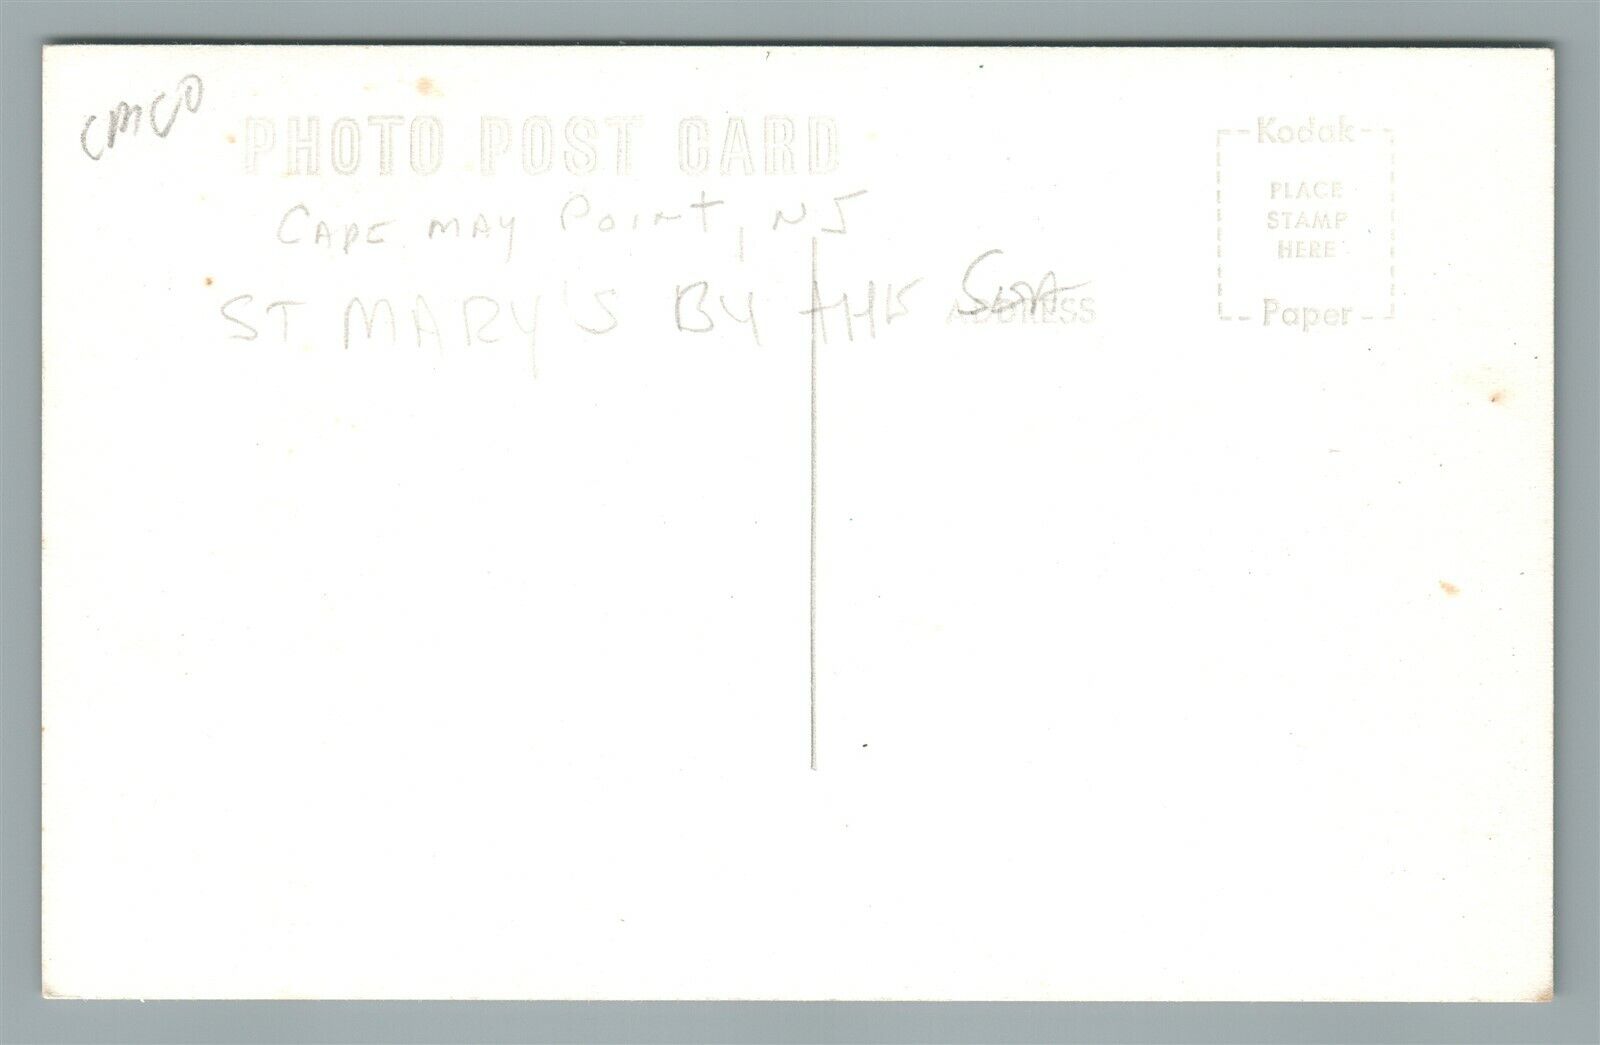 CMCO
PHOTO POST CARD
Kodak
PLACE
STAMP
HERE
Paper
CAPE MAY POINT, NJ
ST MARY'S BY THE SEA
ADDRESS